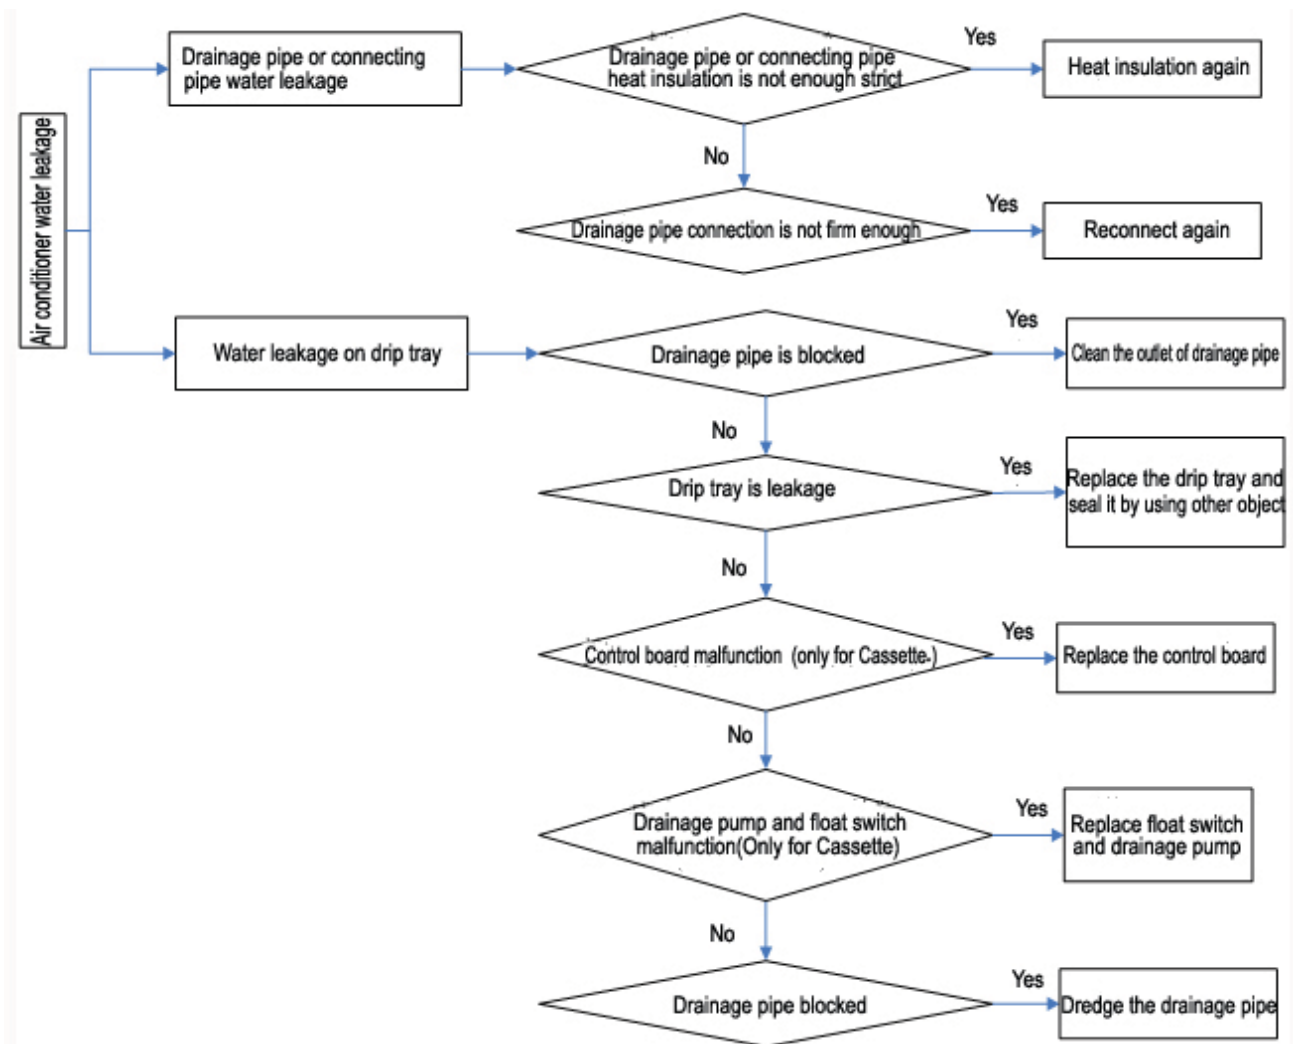 Air conditioner water leakage
Drainage pipe or connecting
pipe water leakage
Drainage pipe or connecting pipe
heat insulation is not enough strict
Yes
Heat insulation again
No
Drainage pipe connection is not firm enough
Yes
Reconnect again
Water leakage on drip tray
Drainage pipe is blocked
Yes
Clean the outlet of drainage pipe
No
Drip tray is leakage
Yes
Replace the drip tray and
seal it by using other object
No
Control board malfunction (only for Cassette )
Yes
Replace the control board
No
Drainage pump and float switch
malfunction(Only for Cassette)
Yes
Replace float switch
and drainage pump
No
Drainage pipe blocked
Yes
Dredge the drainage pipe